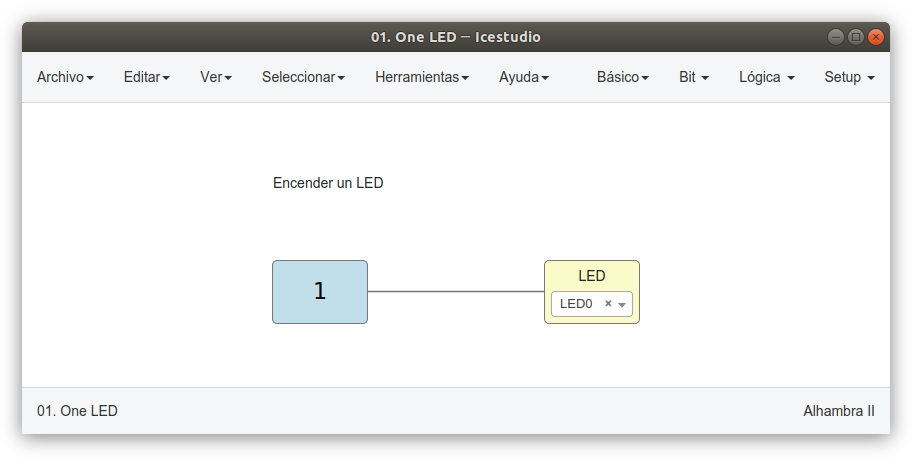 01. One LED ─ Icestudio
Archivo Editar Ver Seleccionar Herramientas Ayuda Básico Bit Lógica Setup
Encender un LED
1
LED
LED0 ×
01. One LED Alhambra II